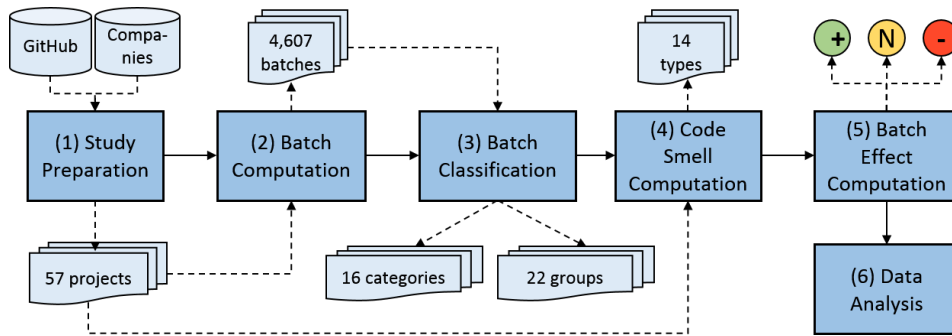 GitHub
Compa-
nies
4,607
batches
14
types
+
N
-
(1) Study
Preparation
(2) Batch
Computation
(3) Batch
Classification
(4) Code
Smell
Computation
(5) Batch
Effect
Computation
57 projects
16 categories
22 groups
(6) Data
Analysis